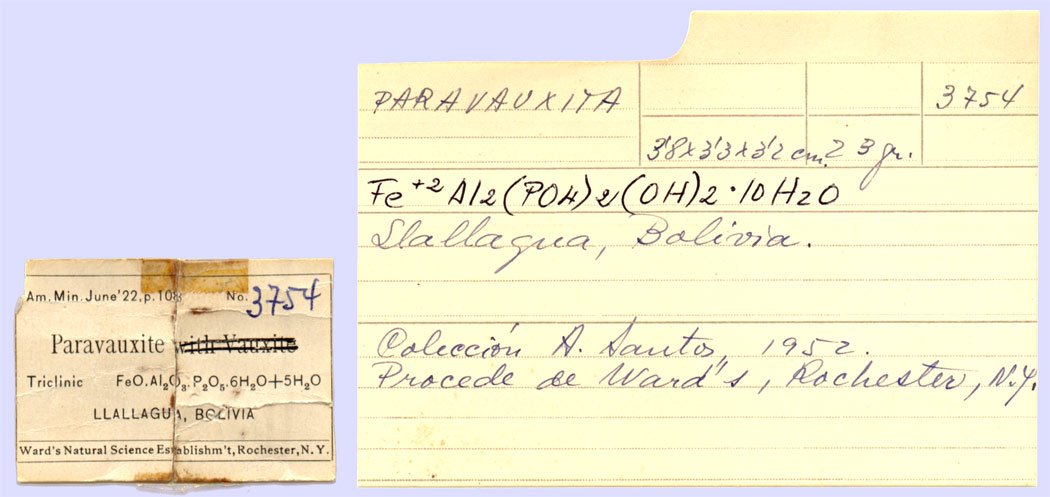 Am. Min. June '22, p. 108 No. 3754
Paravauxite with Vauxite
Triclinic FeO.Al₂O₃.P₂O₅.6H₂O+5H₂O
LLALLAGUA, BOLIVIA
Ward's Natural Science Establishm't, Rochester, N. Y.
PARAVAUXITA 3754
3'8x3'3x3'2 cm. 23 gr.
Fe⁺² Al₂(PO₄)₂(OH)₂·10H₂O
Llallagua, Bolivia.
Colección A. Santos, 1952.
Procede de Ward's, Rochester, N.Y.